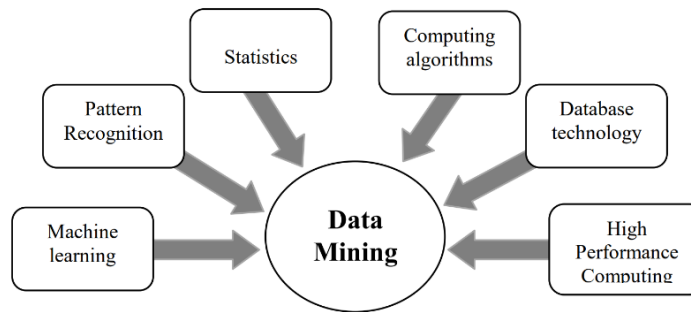 Statistics
Computing
algorithms
Pattern
Recognition
Database
technology
Data
Mining
Machine
learning
High
Performance
Computing